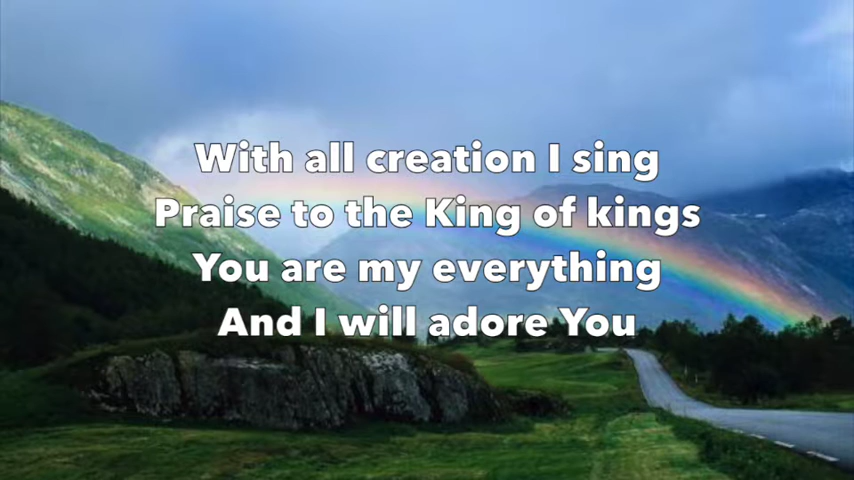 With all creation I sing
Praise to the King of kings
You are my everything
And I will adore You